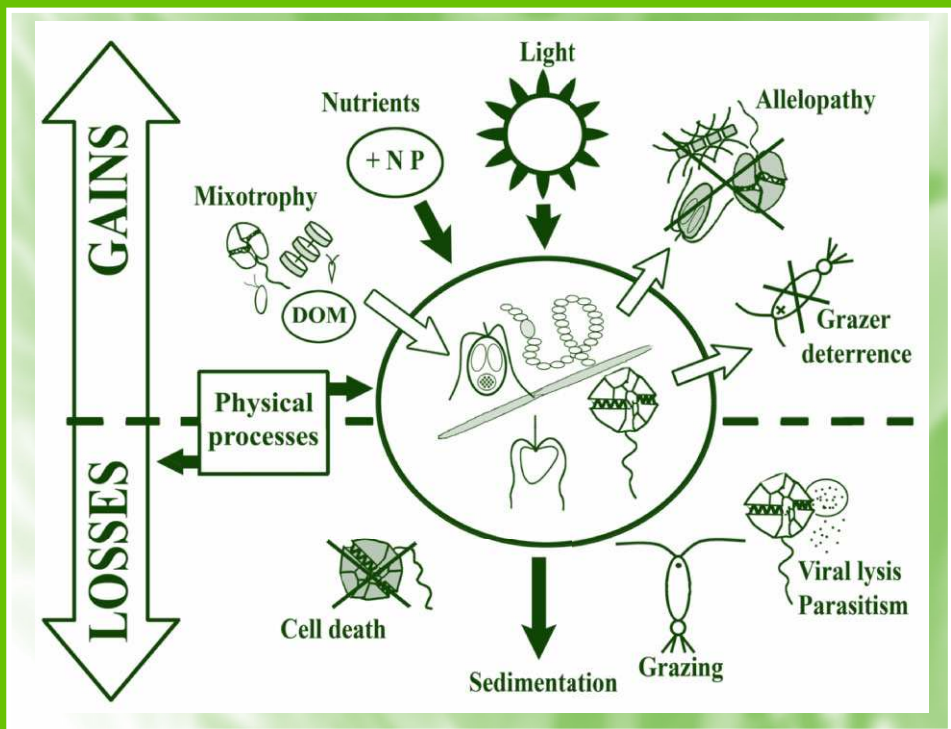 Light
Nutrients
+ N P
Allelopathy
GAINS
Mixotrophy
DOM
Grazer
deterrence
Physical
processes
LOSSES
Viral lysis
Parasitism
Cell death
Grazing
Sedimentation